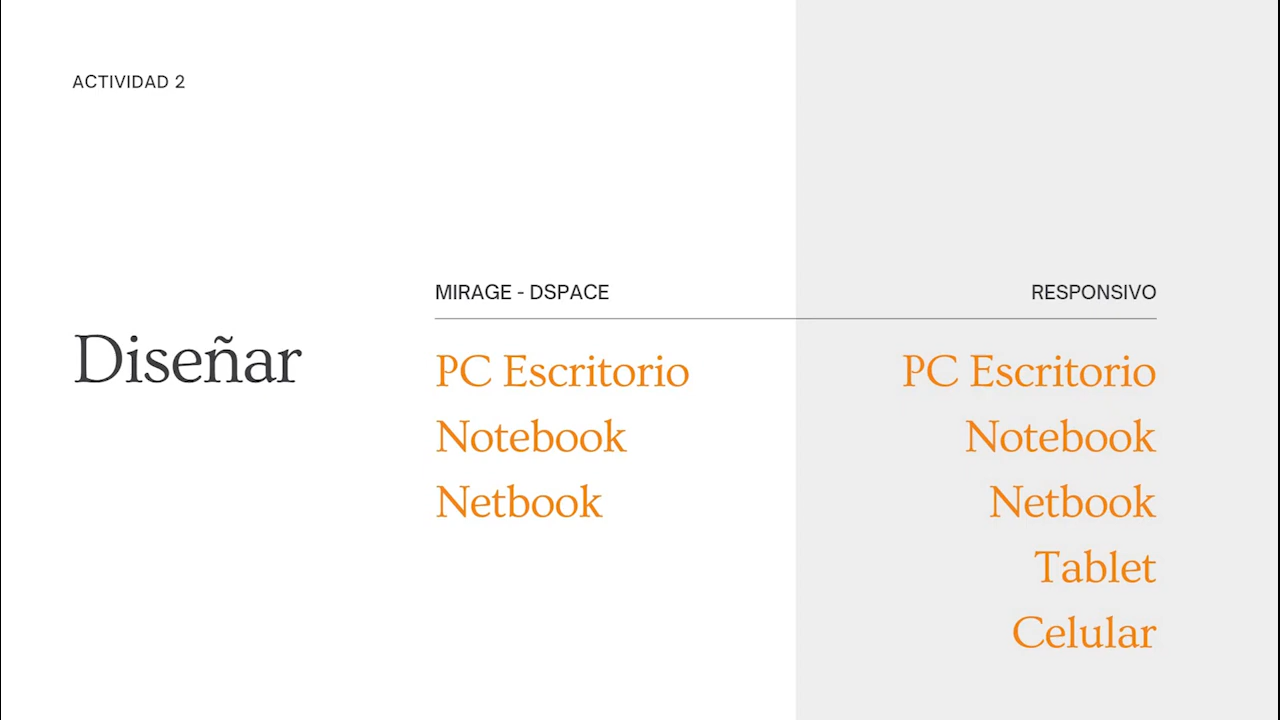 ACTIVIDAD 2
Diseñar
MIRAGE - DSPACE
PC Escritorio
Notebook
Netbook
RESPONSIVO
PC Escritorio
Notebook
Netbook
Tablet
Celular